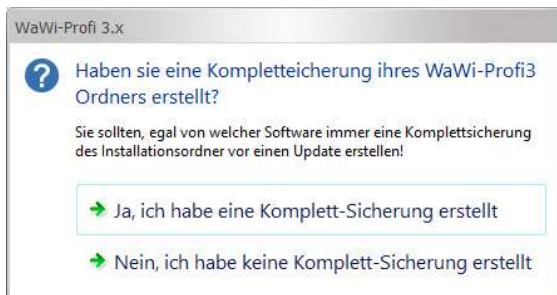 WaWi-Profi 3.x
Haben sie eine Kompletteicherung ihres WaWi-Profi3
Ordners erstellt?
Sie sollten, egal von welcher Software immer eine Komplettsicherung
des Installationsordner vor einen Update erstellen!
Ja, ich habe eine Komplett-Sicherung erstellt
Nein, ich habe keine Komplett-Sicherung erstellt